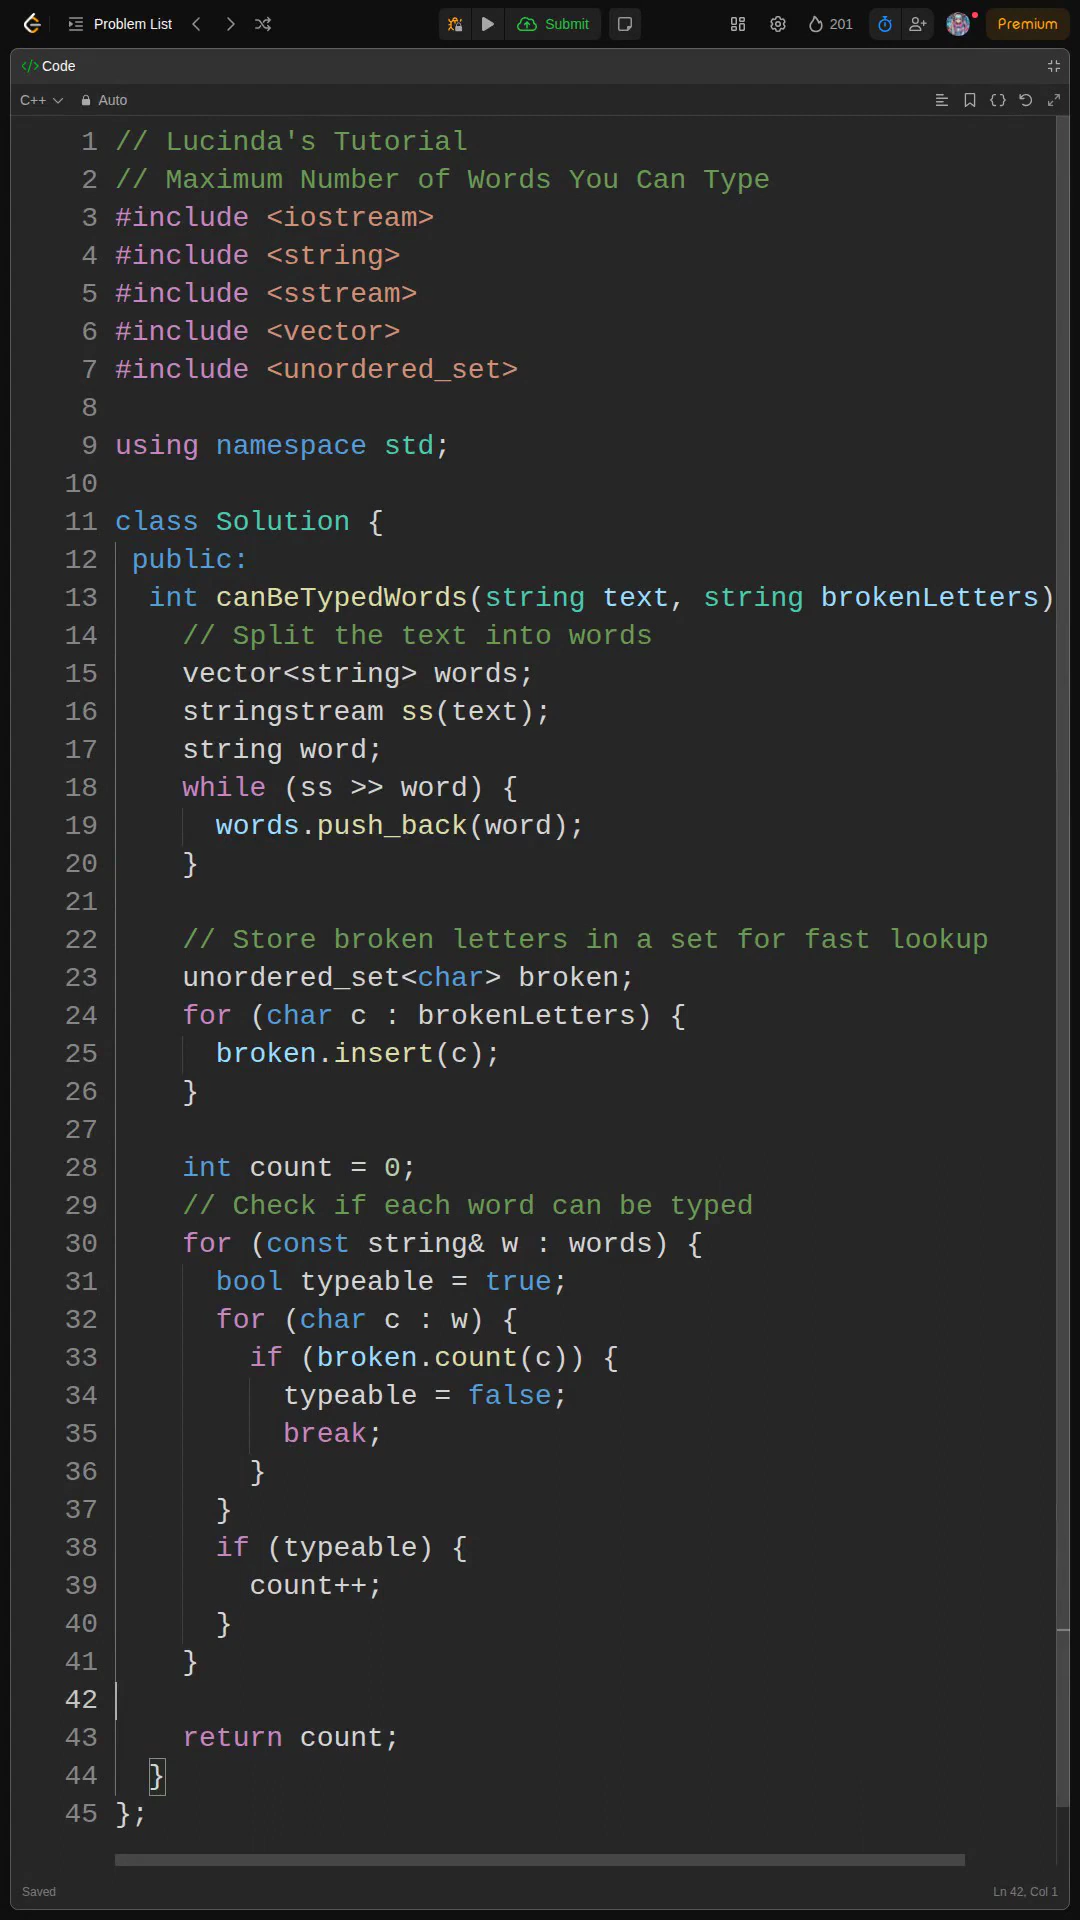 Problem List
Submit
201
Premium
</> Code
C++
Auto
1 // Lucinda's Tutorial
2 // Maximum Number of Words You Can Type
3 #include <iostream>
4 #include <string>
5 #include <sstream>
6 #include <vector>
7 #include <unordered_set>
8
9 using namespace std;
10
11 class Solution {
12  public:
13   int canBeTypedWords(string text, string brokenLetters)
14     // Split the text into words
15     vector<string> words;
16     stringstream ss(text);
17     string word;
18     while (ss >> word) {
19       words.push_back(word);
20     }
21
22     // Store broken letters in a set for fast lookup
23     unordered_set<char> broken;
24     for (char c : brokenLetters) {
25       broken.insert(c);
26     }
27
28     int count = 0;
29     // Check if each word can be typed
30     for (const string& w : words) {
31       bool typeable = true;
32       for (char c : w) {
33         if (broken.count(c)) {
34           typeable = false;
35           break;
36         }
37       }
38       if (typeable) {
39         count++;
40       }
41     }
42
43     return count;
44   }
45 };
Saved
Ln 42, Col 1